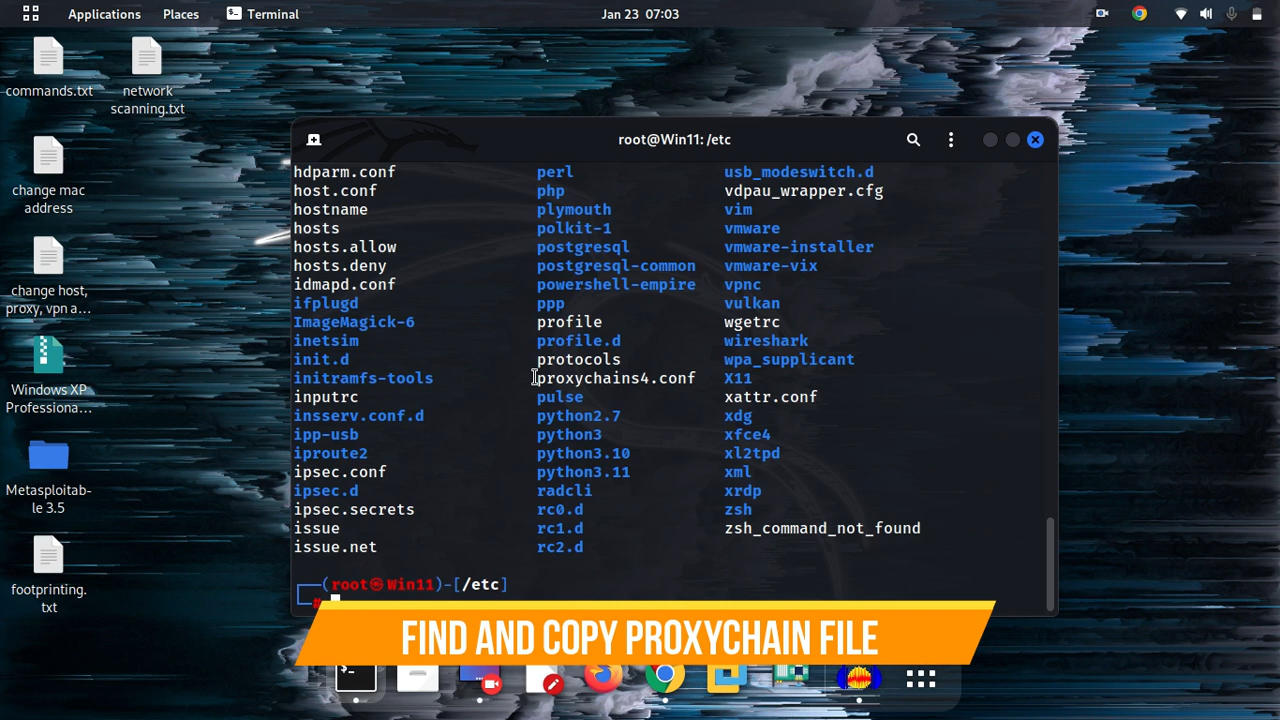 Applications Places Terminal Jan 23 07:03
commands.txt
network
scanning.txt
change mac
address
change host,
proxy, vpn a...
Windows XP
Professiona...
Metasploitab-
le 3.5
footprinting.
txt
root@Win11: /etc
hdparm.conf perl usb_modeswitch.d
host.conf php vdpau_wrapper.cfg
hostname plymouth vim
hosts polkit-1 vmware
hosts.allow postgresql vmware-installer
hosts.deny postgresql-common vmware-vix
idmapd.conf powershell-empire vpnc
ifplugd ppp vulkan
ImageMagick-6 profile wgetrc
inetsim profile.d wireshark
init.d protocols wpa_supplicant
initramfs-tools proxychains4.conf X11
inputrc pulse xattr.conf
insserv.conf.d python2.7 xdg
ipp-usb python3 xfce4
iproute2 python3.10 xl2tpd
ipsec.conf python3.11 xml
ipsec.d radcli xrdp
ipsec.secrets rc0.d zsh
issue rc1.d zsh_command_not_found
issue.net rc2.d
(root㉿Win11)-[/etc]
#
FIND AND COPY PROXYCHAIN FILE